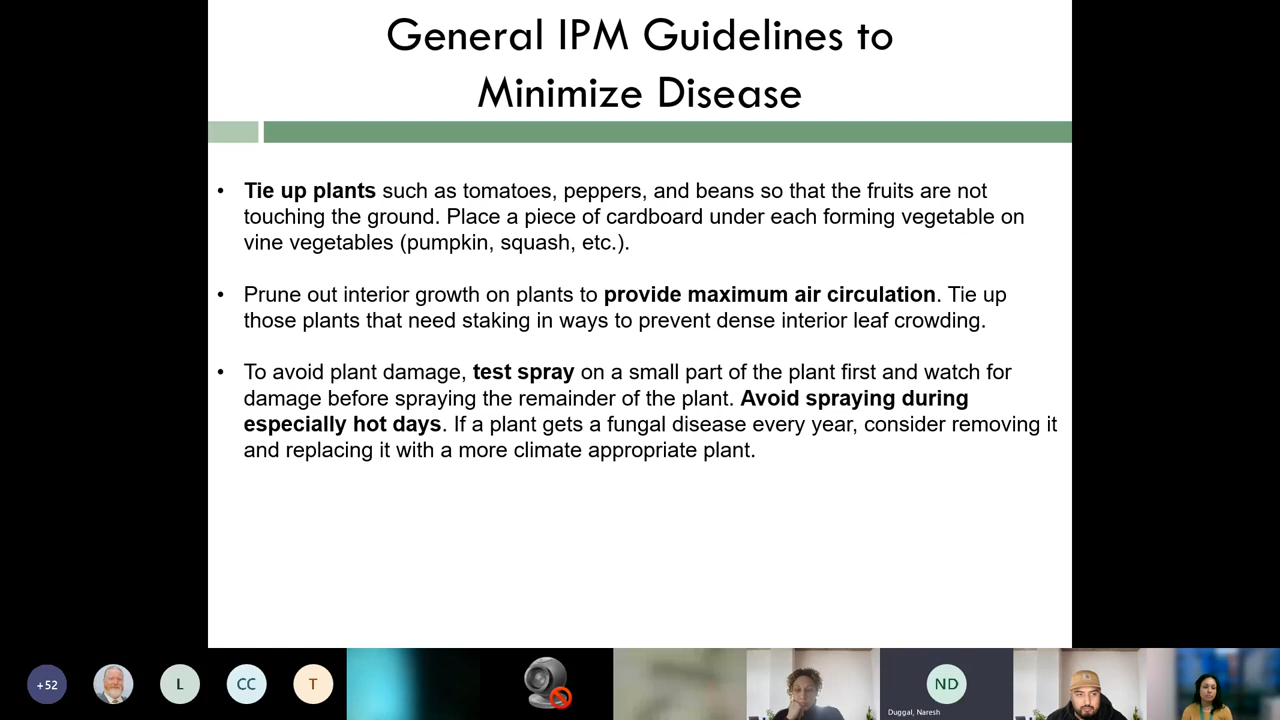 General IPM Guidelines to
Minimize Disease
• Tie up plants such as tomatoes, peppers, and beans so that the fruits are not
touching the ground. Place a piece of cardboard under each forming vegetable on
vine vegetables (pumpkin, squash, etc.).
• Prune out interior growth on plants to provide maximum air circulation. Tie up
those plants that need staking in ways to prevent dense interior leaf crowding.
• To avoid plant damage, test spray on a small part of the plant first and watch for
damage before spraying the remainder of the plant. Avoid spraying during
especially hot days. If a plant gets a fungal disease every year, consider removing it
and replacing it with a more climate appropriate plant.
+52
L
CC
T
ND
Duggal, Naresh